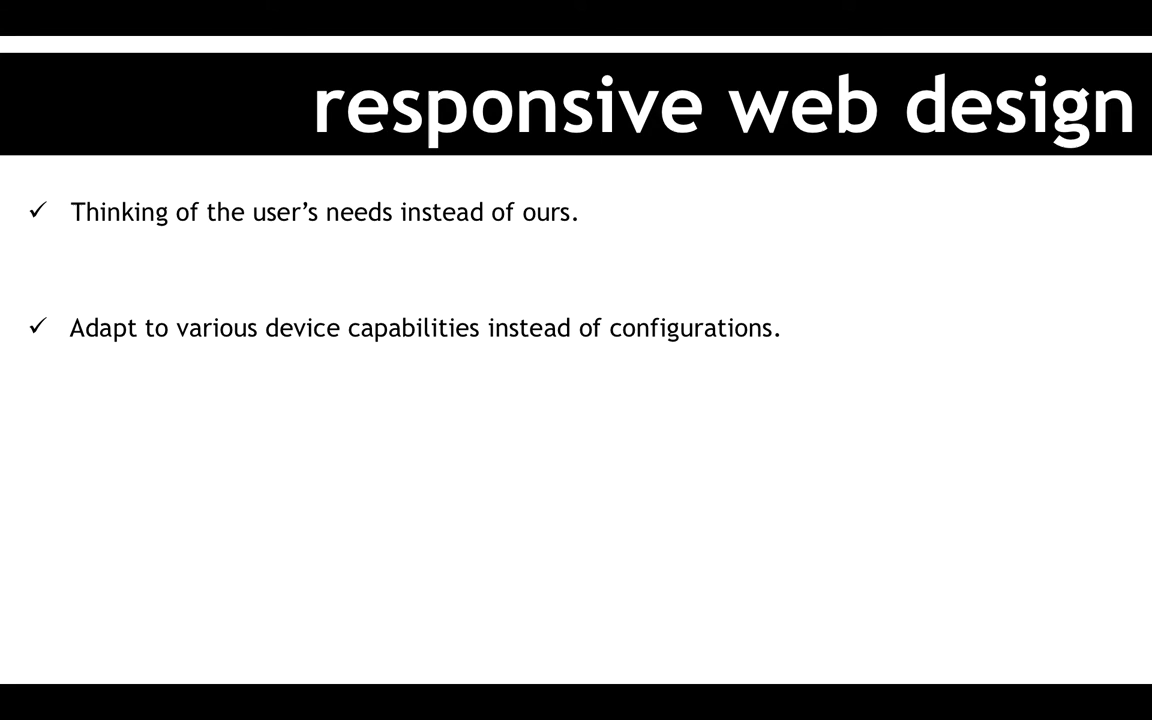 responsive web design
✓ Thinking of the user’s needs instead of ours.
✓ Adapt to various device capabilities instead of configurations.